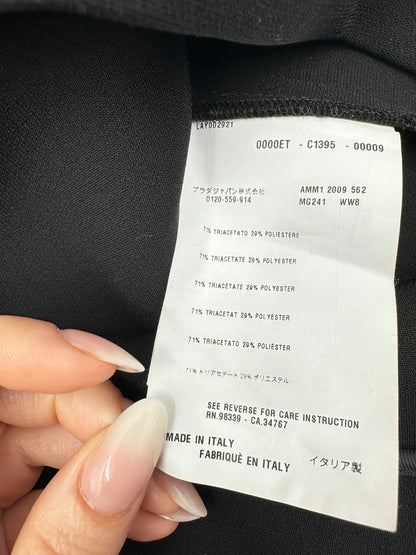 LAY002921
0000ET - C1395 - 00009
プラダジャパン株式会社 AMM1 2009 562
0120-559-914 MG241 WW8
71% TRIACETATO 29% POLIESTERE
71% TRIACETATE 29% POLYESTER
71% TRIACÉTATE 29% POLYESTER
71% TRIACETAT 29% POLYESTER
71% TRIACETATO 29% POLIESTER
71% トリアセテート 29% ポリエステル
SEE REVERSE FOR CARE INSTRUCTION
RN.98339 - CA.34767
MADE IN ITALY
FABRIQUÉ EN ITALY イタリア製